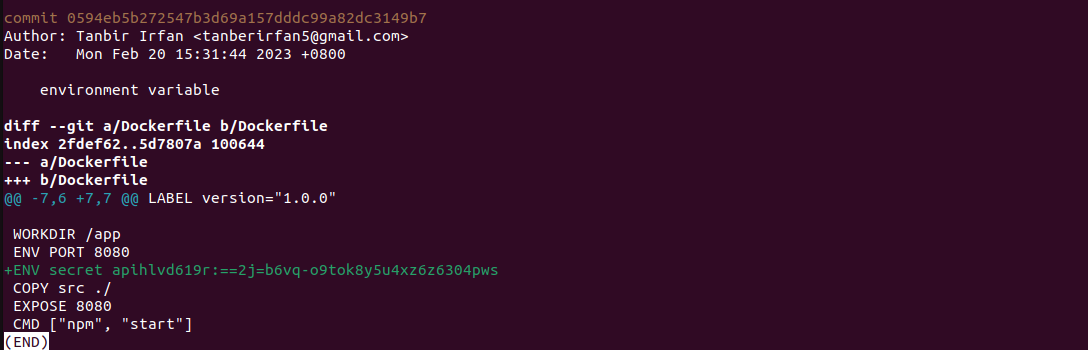 commit 0594eb5b272547b3d69a157dddc99a82dc3149b7
Author: Tanbir Irfan <tanberirfan5@gmail.com>
Date:   Mon Feb 20 15:31:44 2023 +0800
    environment variable
diff --git a/Dockerfile b/Dockerfile
index 2fdef62..5d7807a 100644
--- a/Dockerfile
+++ b/Dockerfile
@@ -7,6 +7,7 @@ LABEL version="1.0.0"
 WORKDIR /app
 ENV PORT 8080
+ENV secret apihlvd619r:==2j=b6vq-o9tok8y5u4xz6z6304pws
 COPY src ./
 EXPOSE 8080
 CMD ["npm", "start"]
(END)